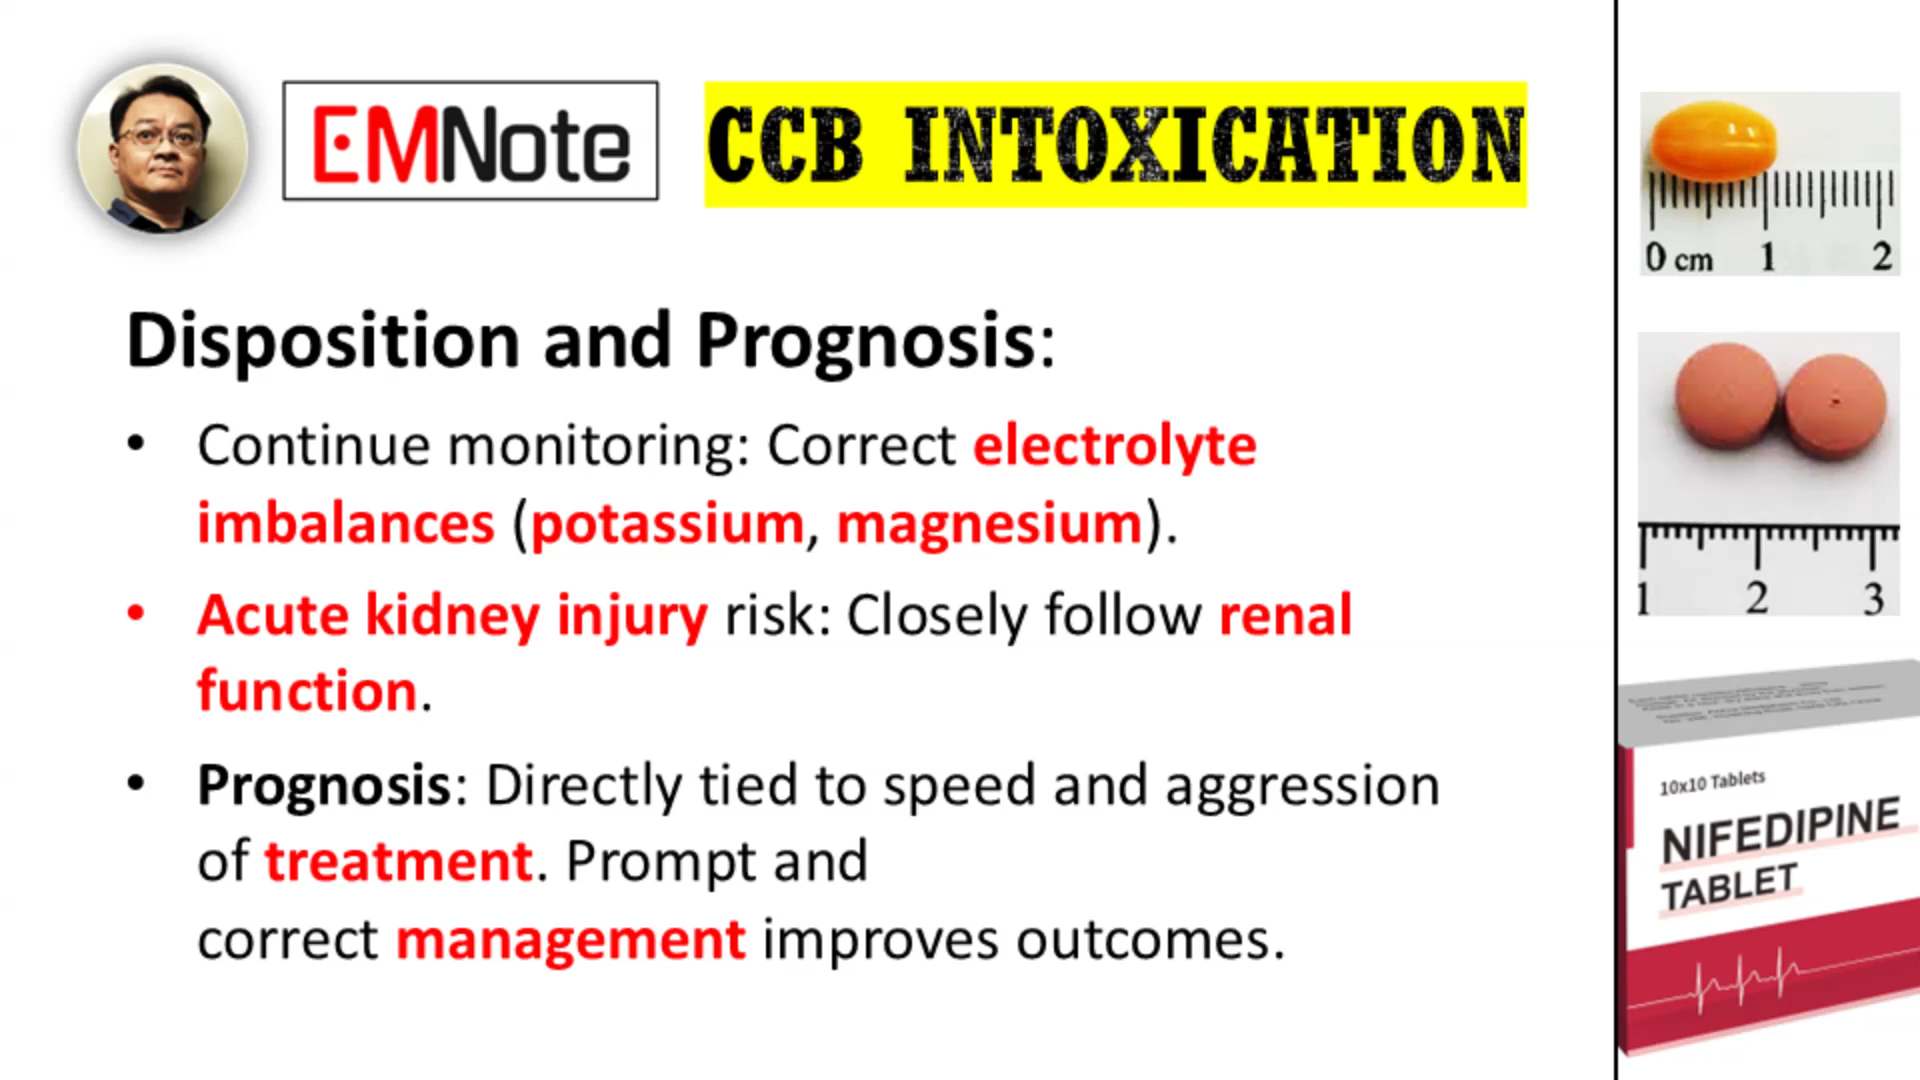 EMNote
CCB INTOXICATION
Disposition and Prognosis:
• Continue monitoring: Correct electrolyte
imbalances (potassium, magnesium).
• Acute kidney injury risk: Closely follow renal
function.
• Prognosis: Directly tied to speed and aggression
of treatment. Prompt and
correct management improves outcomes.
0 cm 1 2
1 2 3
10x10 Tablets
NIFEDIPINE
TABLET